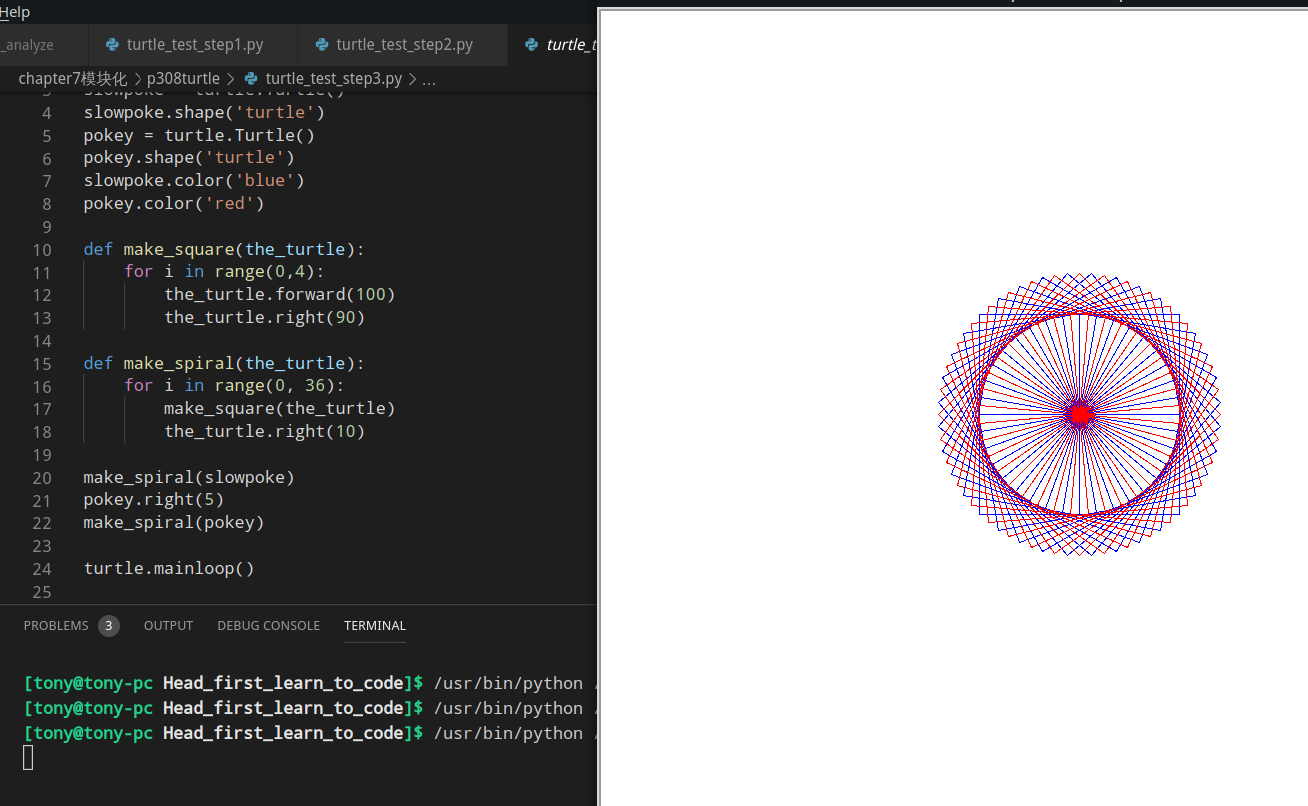 Help
_analyze turtle_test_step1.py turtle_test_step2.py turtle_t
chapter7模块化 > p308turtle > turtle_test_step3.py > ...
3 slowpoke = turtle.Turtle()
4 slowpoke.shape('turtle')
5 pokey = turtle.Turtle()
6 pokey.shape('turtle')
7 slowpoke.color('blue')
8 pokey.color('red')
9
10 def make_square(the_turtle):
11 for i in range(0,4):
12 the_turtle.forward(100)
13 the_turtle.right(90)
14
15 def make_spiral(the_turtle):
16 for i in range(0, 36):
17 make_square(the_turtle)
18 the_turtle.right(10)
19
20 make_spiral(slowpoke)
21 pokey.right(5)
22 make_spiral(pokey)
23
24 turtle.mainloop()
25
PROBLEMS 3 OUTPUT DEBUG CONSOLE TERMINAL
[tony@tony-pc Head_first_learn_to_code]$ /usr/bin/python /
[tony@tony-pc Head_first_learn_to_code]$ /usr/bin/python /
[tony@tony-pc Head_first_learn_to_code]$ /usr/bin/python /